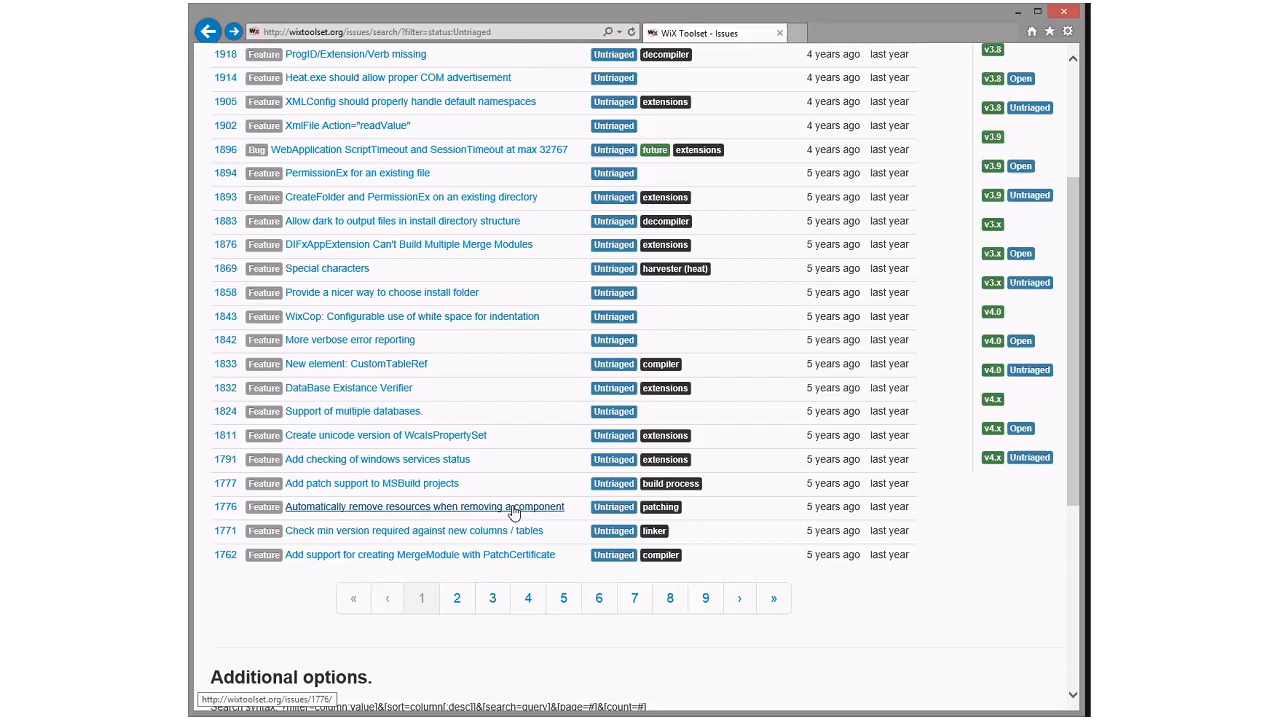 http://wixtoolset.org/issues/search/?filter=status:Untriaged
WiX Toolset - Issues
1918 Feature ProgID/Extension/Verb missing Untriaged decompiler 4 years ago last year
1914 Feature Heat.exe should allow proper COM advertisement Untriaged 4 years ago last year
1905 Feature XMLConfig should properly handle default namespaces Untriaged extensions 4 years ago last year
1902 Feature XmlFile Action="readValue" Untriaged 4 years ago last year
1896 Bug WebApplication ScriptTimeout and SessionTimeout at max 32767 Untriaged future extensions 4 years ago last year
1894 Feature PermissionEx for an existing file Untriaged 5 years ago last year
1893 Feature CreateFolder and PermissionEx on an existing directory Untriaged extensions 5 years ago last year
1883 Feature Allow dark to output files in install directory structure Untriaged decompiler 5 years ago last year
1876 Feature DIFxAppExtension Can't Build Multiple Merge Modules Untriaged extensions 5 years ago last year
1869 Feature Special characters Untriaged harvester (heat) 5 years ago last year
1858 Feature Provide a nicer way to choose install folder Untriaged 5 years ago last year
1843 Feature WixCop: Configurable use of white space for indentation Untriaged 5 years ago last year
1842 Feature More verbose error reporting Untriaged 5 years ago last year
1833 Feature New element: CustomTableRef Untriaged compiler 5 years ago last year
1832 Feature DataBase Existance Verifier Untriaged extensions 5 years ago last year
1824 Feature Support of multiple databases. Untriaged 5 years ago last year
1811 Feature Create unicode version of WcaIsPropertySet Untriaged extensions 5 years ago last year
1791 Feature Add checking of windows services status Untriaged extensions 5 years ago last year
1777 Feature Add patch support to MSBuild projects Untriaged build process 5 years ago last year
1776 Feature Automatically remove resources when removing a component Untriaged patching 5 years ago last year
1771 Feature Check min version required against new columns / tables Untriaged linker 5 years ago last year
1762 Feature Add support for creating MergeModule with PatchCertificate Untriaged compiler 5 years ago last year
« ‹ 1 2 3 4 5 6 7 8 9 › »
v3.8
v3.8 Open
v3.8 Untriaged
v3.9
v3.9 Open
v3.9 Untriaged
v3.x
v3.x Open
v3.x Untriaged
v4.0
v4.0 Open
v4.0 Untriaged
v4.x
v4.x Open
v4.x Untriaged
Additional options.
http://wixtoolset.org/issues/1776/
Search syntax: ?filter=column:value]&[sort=column[:desc]]&[search=query]&[page=#]&[count=#]